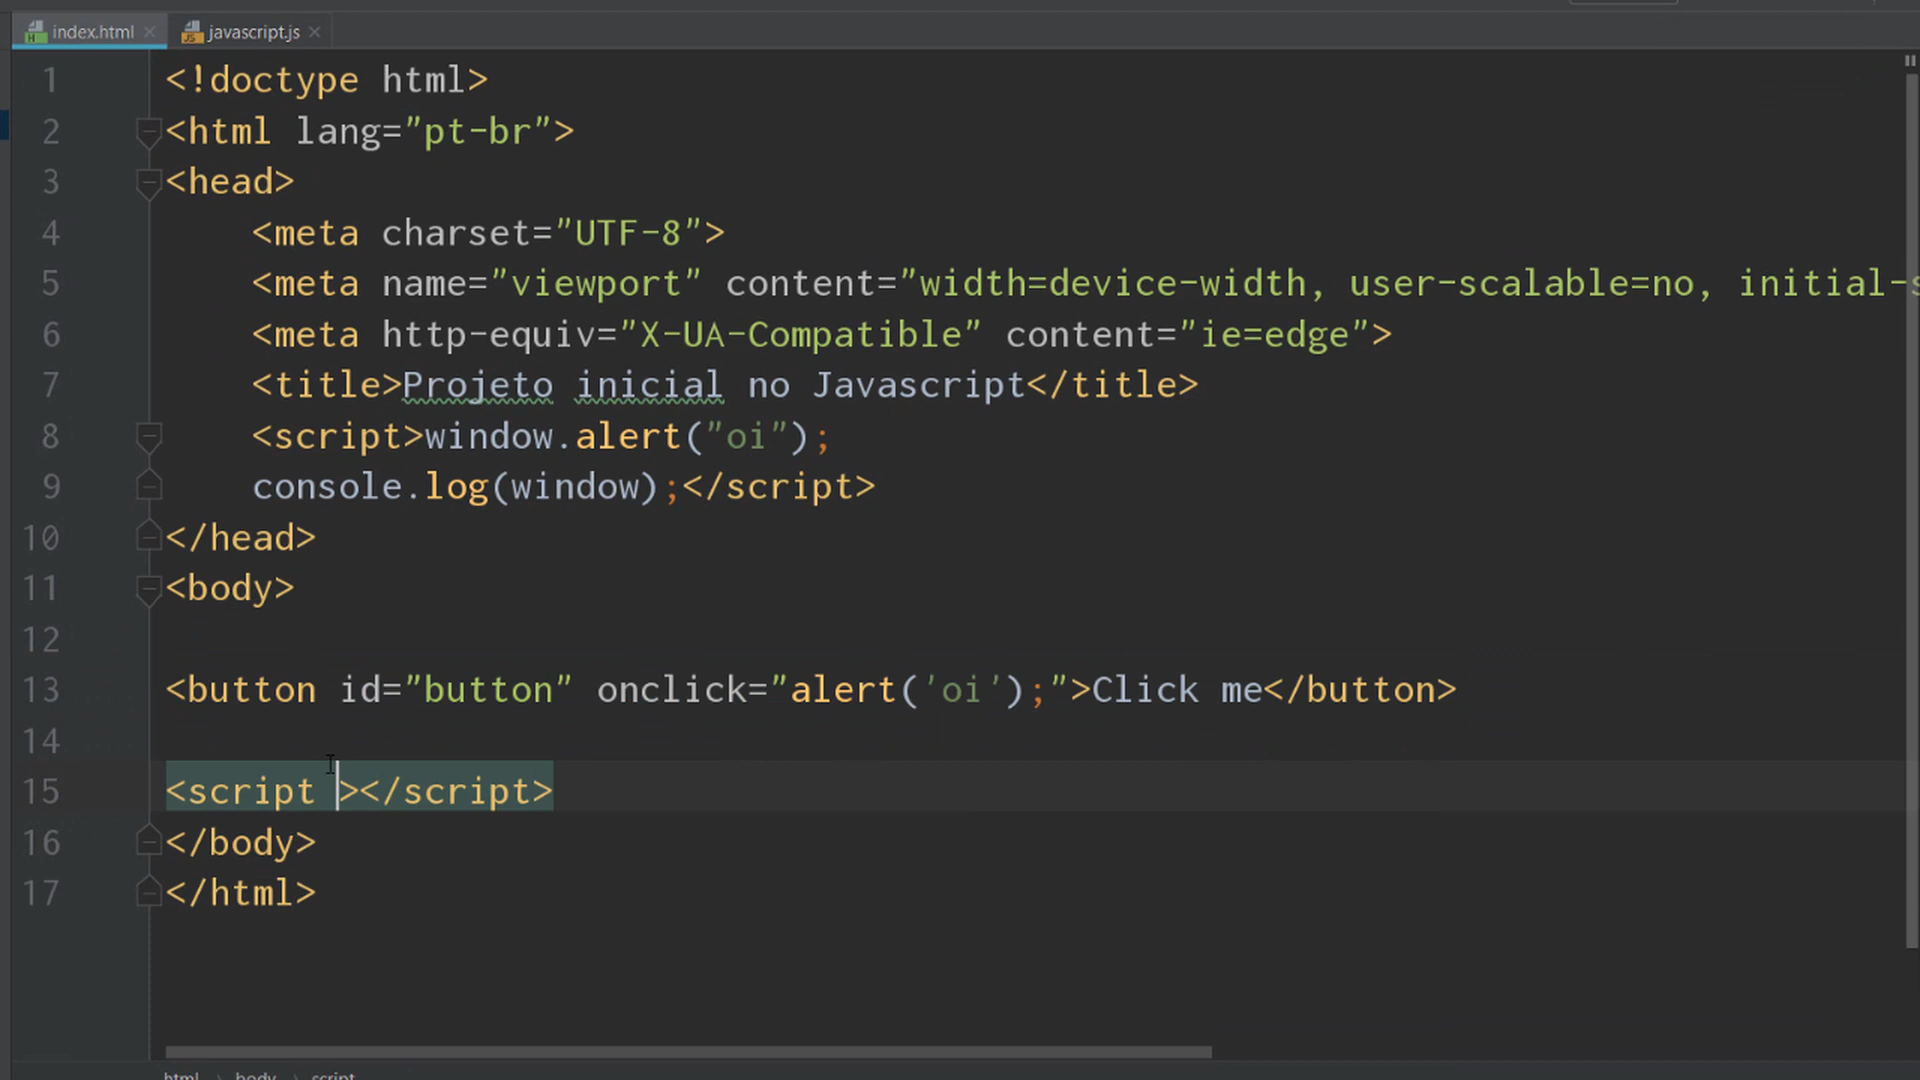 index.html
javascript.js
1 <!doctype html>
2 <html lang="pt-br">
3 <head>
4 <meta charset="UTF-8">
5 <meta name="viewport" content="width=device-width, user-scalable=no, initial-s
6 <meta http-equiv="X-UA-Compatible" content="ie=edge">
7 <title>Projeto inicial no Javascript</title>
8 <script>window.alert("oi");
9 console.log(window);</script>
10 </head>
11 <body>
12
13 <button id="button" onclick="alert('oi');">Click me</button>
14
15 <script ></script>
16 </body>
17 </html>
html body script